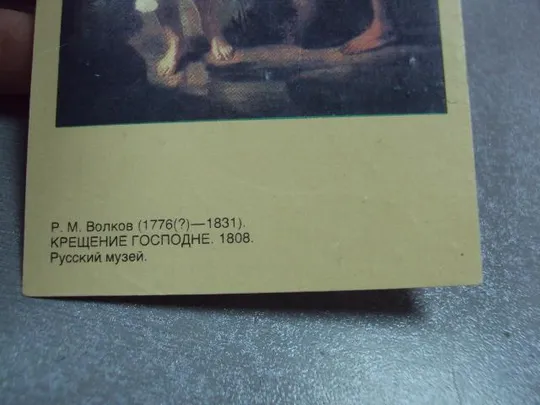 Р. М. Волков (1776(?)—1831).
КРЕЩЕНИЕ ГОСПОДНЕ. 1808.
Русский музей.